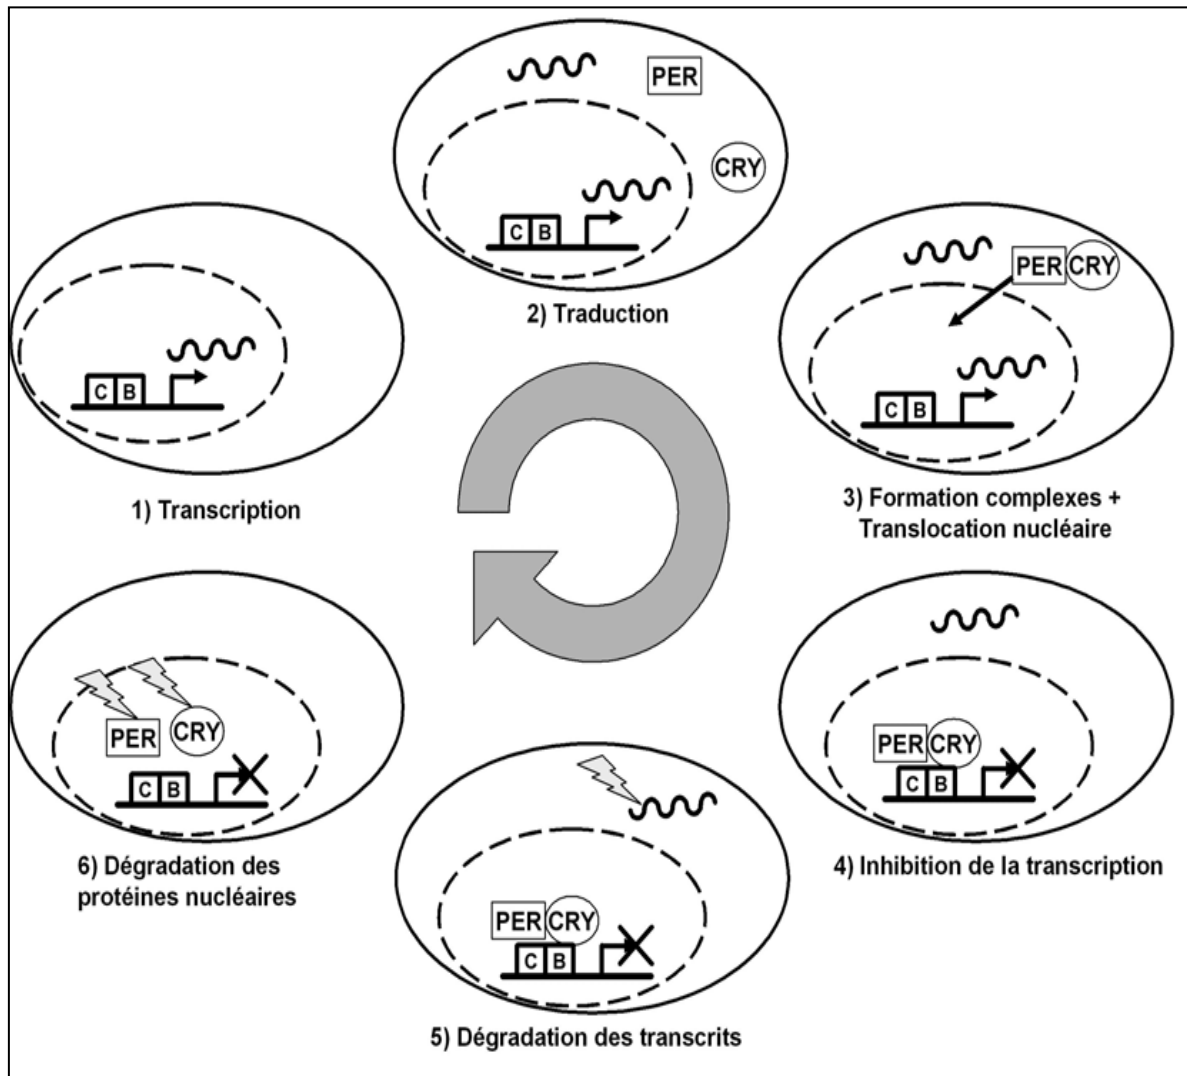 C B
1) Transcription
PER
CRY
C B
2) Traduction
PER CRY
C B
3) Formation complexes +
Translocation nucléaire
PER CRY
C B
4) Inhibition de la transcription
PER CRY
C B
5) Dégradation des transcrits
PER CRY
C B
6) Dégradation des
protéines nucléaires